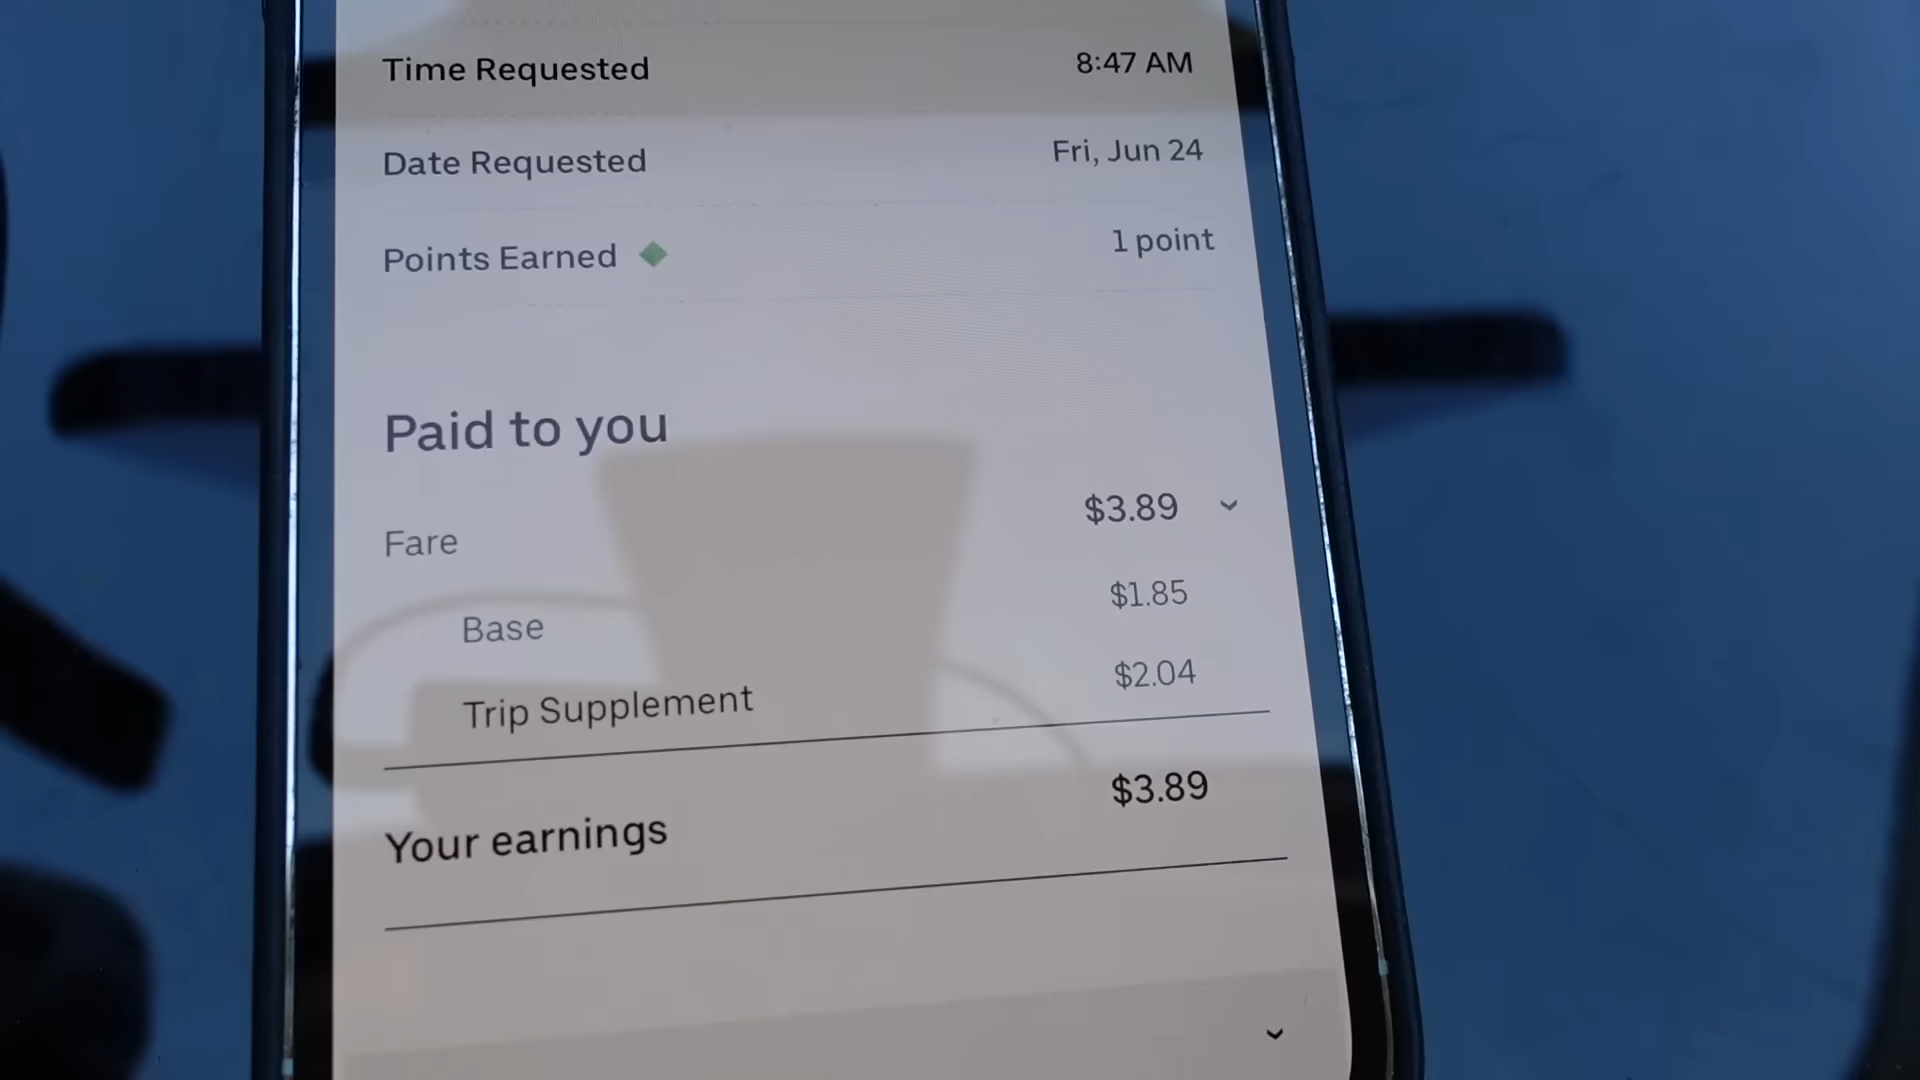 Time Requested 8:47 AM
Date Requested Fri, Jun 24
Points Earned 1 point
Paid to you
Fare $3.89
Base $1.85
Trip Supplement $2.04
Your earnings $3.89